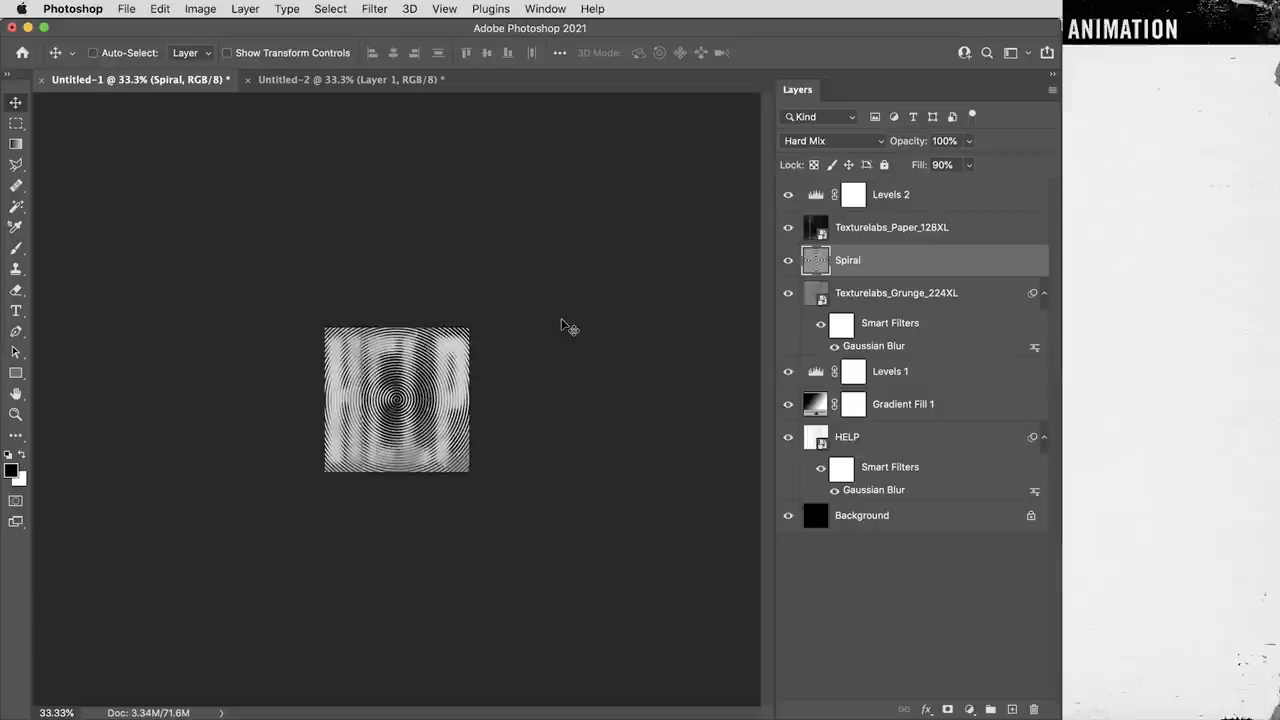 Photoshop File Edit Image Layer Type Select Filter 3D View Plugins Window Help
ANIMATION
Adobe Photoshop 2021
Auto-Select: Layer Show Transform Controls 3D Mode:
Untitled-1 @ 33.3% (Spiral, RGB/8) * Untitled-2 @ 33.3% (Layer 1, RGB/8) *
Layers
Kind
Hard Mix Opacity: 100%
Lock: Fill: 90%
Levels 2
Texturelabs_Paper_128XL
Spiral
Texturelabs_Grunge_224XL
Smart Filters
Gaussian Blur
Levels 1
Gradient Fill 1
HELP
Smart Filters
Gaussian Blur
Background
33.33% Doc: 3.34M/71.6M